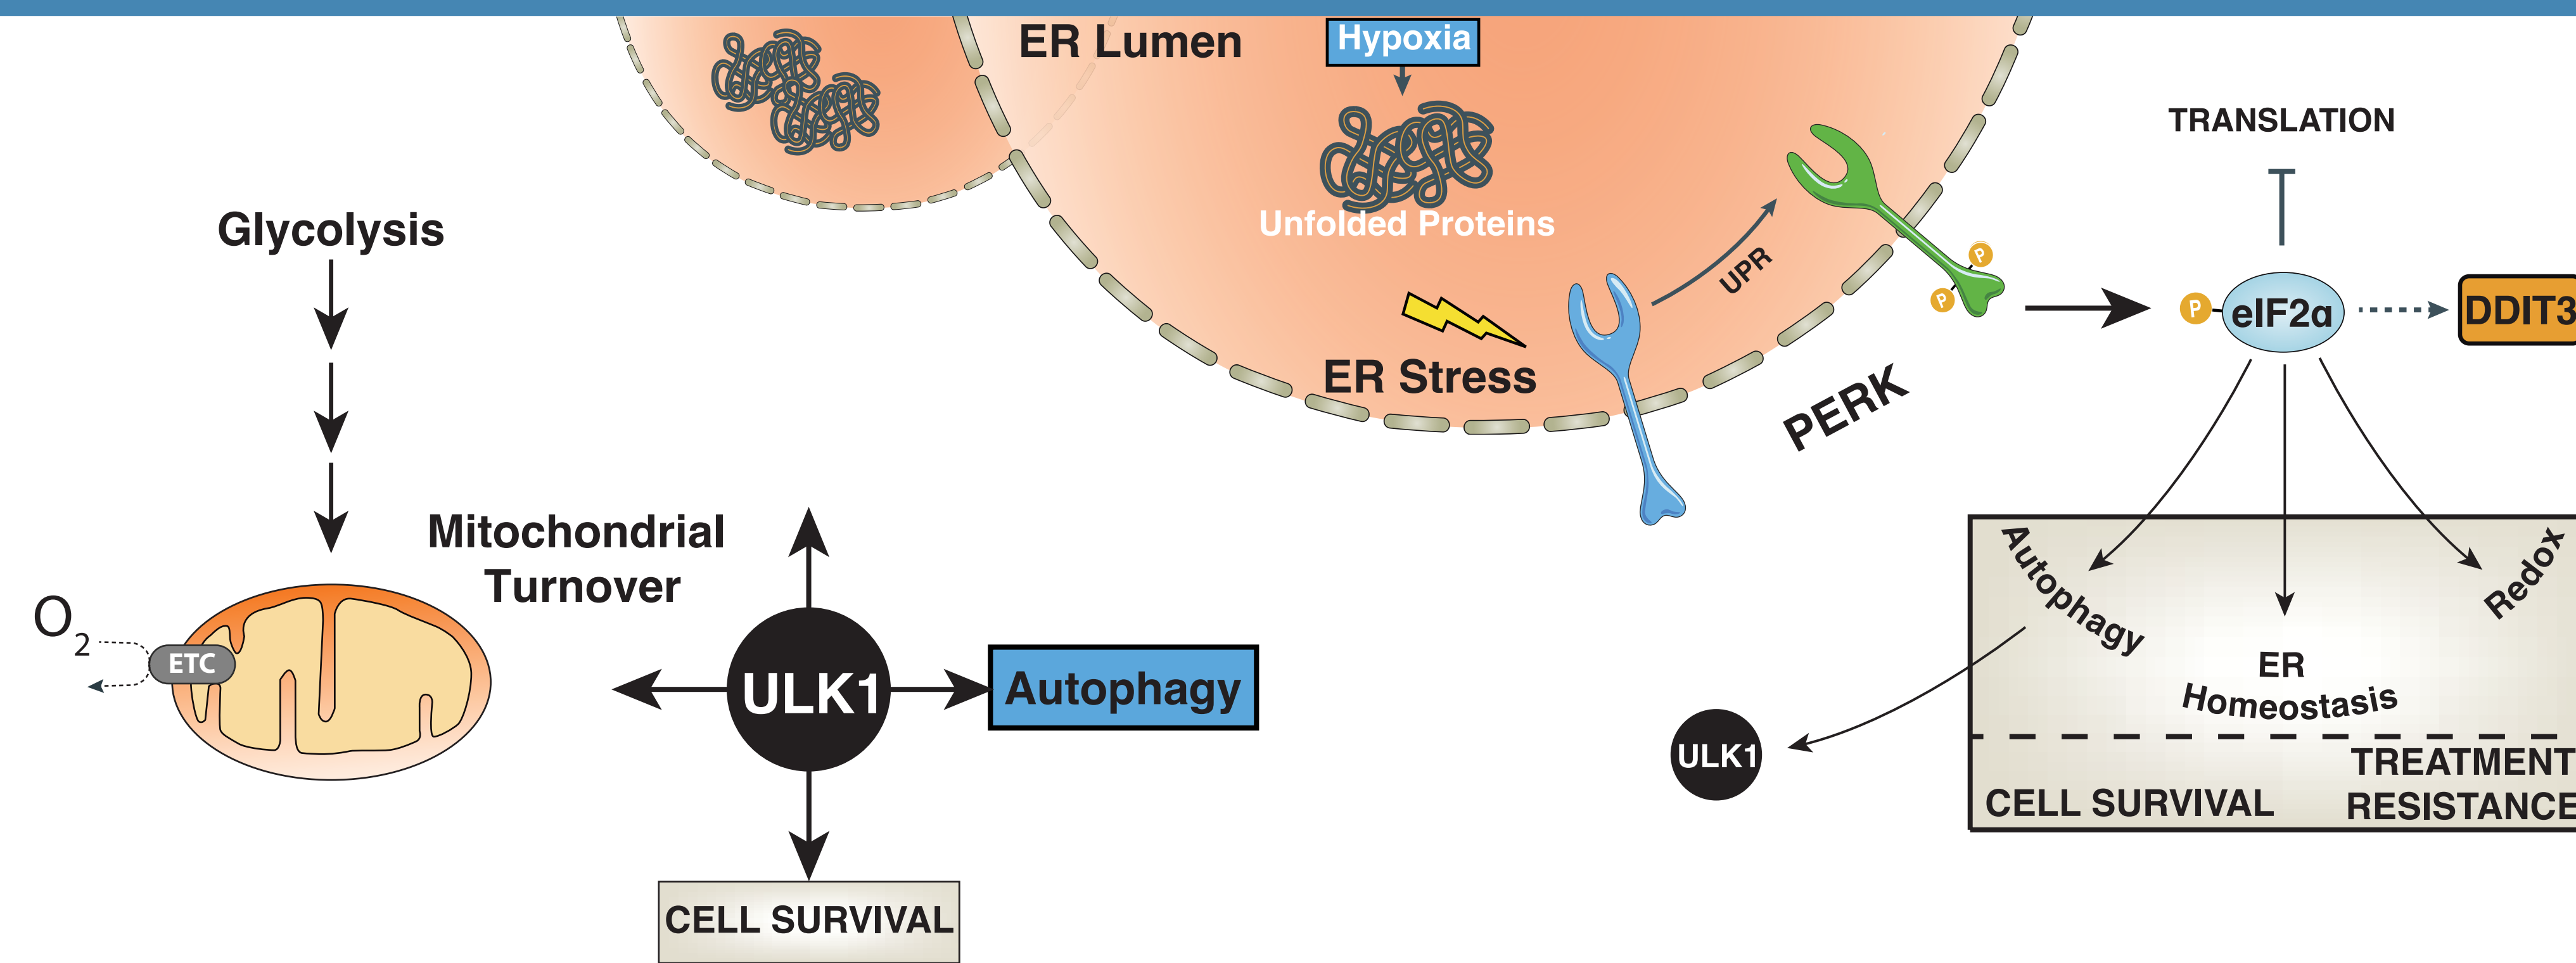 ER Lumen
Hypoxia
Unfolded Proteins
UPR
ER Stress
PERK
P
P
TRANSLATION
P
eIF2α
DDIT3
Glycolysis
Mitochondrial
Turnover
O2
ETC
ULK1
Autophagy
CELL SURVIVAL
Autophagy
ER
Homeostasis
Redox
ULK1
CELL SURVIVAL
TREATMENT
RESISTANCE